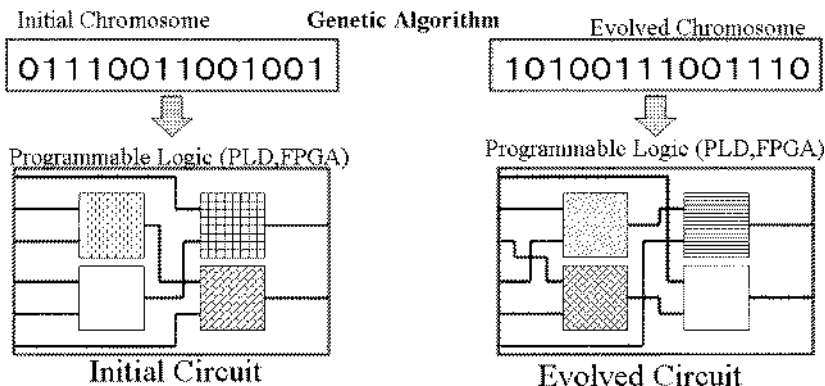 Initial Chromosome
Genetic Algorithm
Evolved Chromosome
01110011001001
10100111001110
Programmable Logic (PLD,FPGA)
Programmable Logic (PLD,FPGA)
Initial Circuit
Evolved Circuit